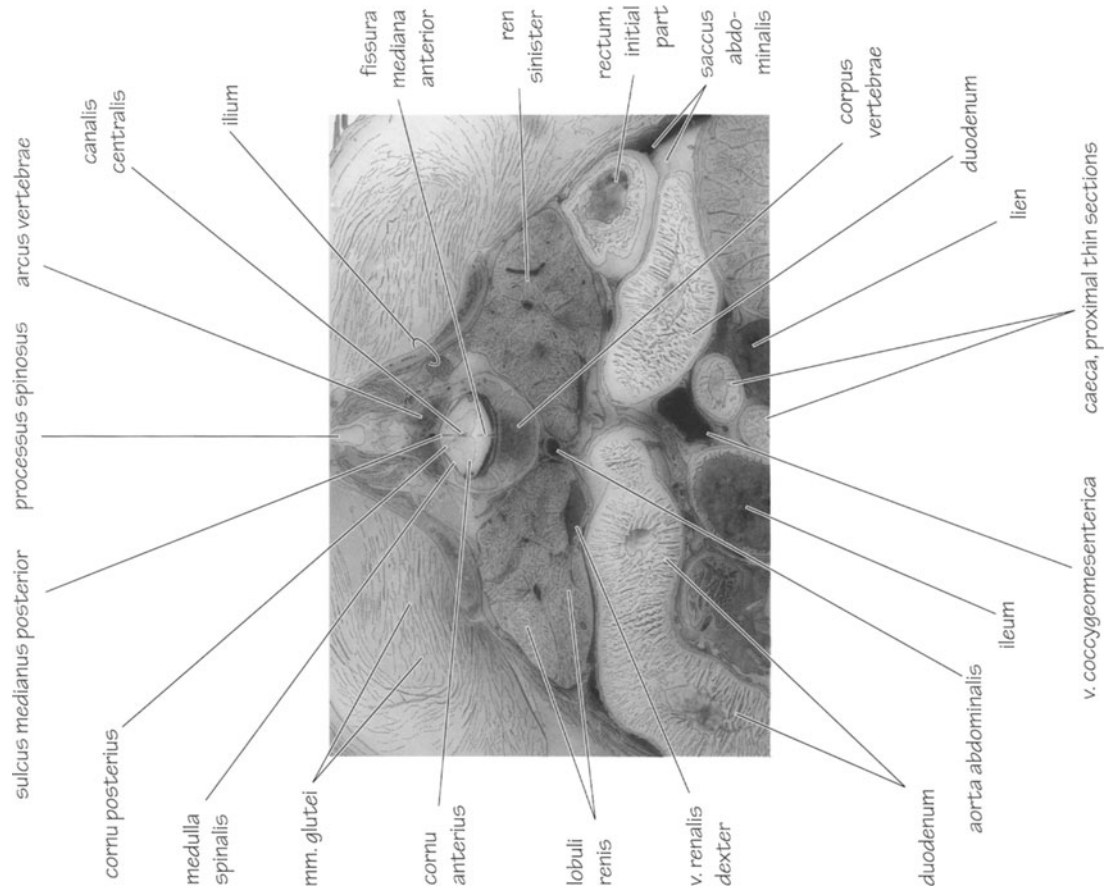 sulcus medianus posterior
processus spinosus
arcus vertebrae
canalis
centralis
ilium
fissura
mediana
anterior
ren
sinister
rectum,
initial
part
saccus
abdo-
minalis
corpus
vertebrae
duodenum
lien
caeca, proximal thin sections
cornu posterius
medulla
spinalis
mm. glutei
cornu
anterius
lobuli
renis
v. renalis
dexter
duodenum
aorta abdominalis
ileum
v. coccygeomesenterica